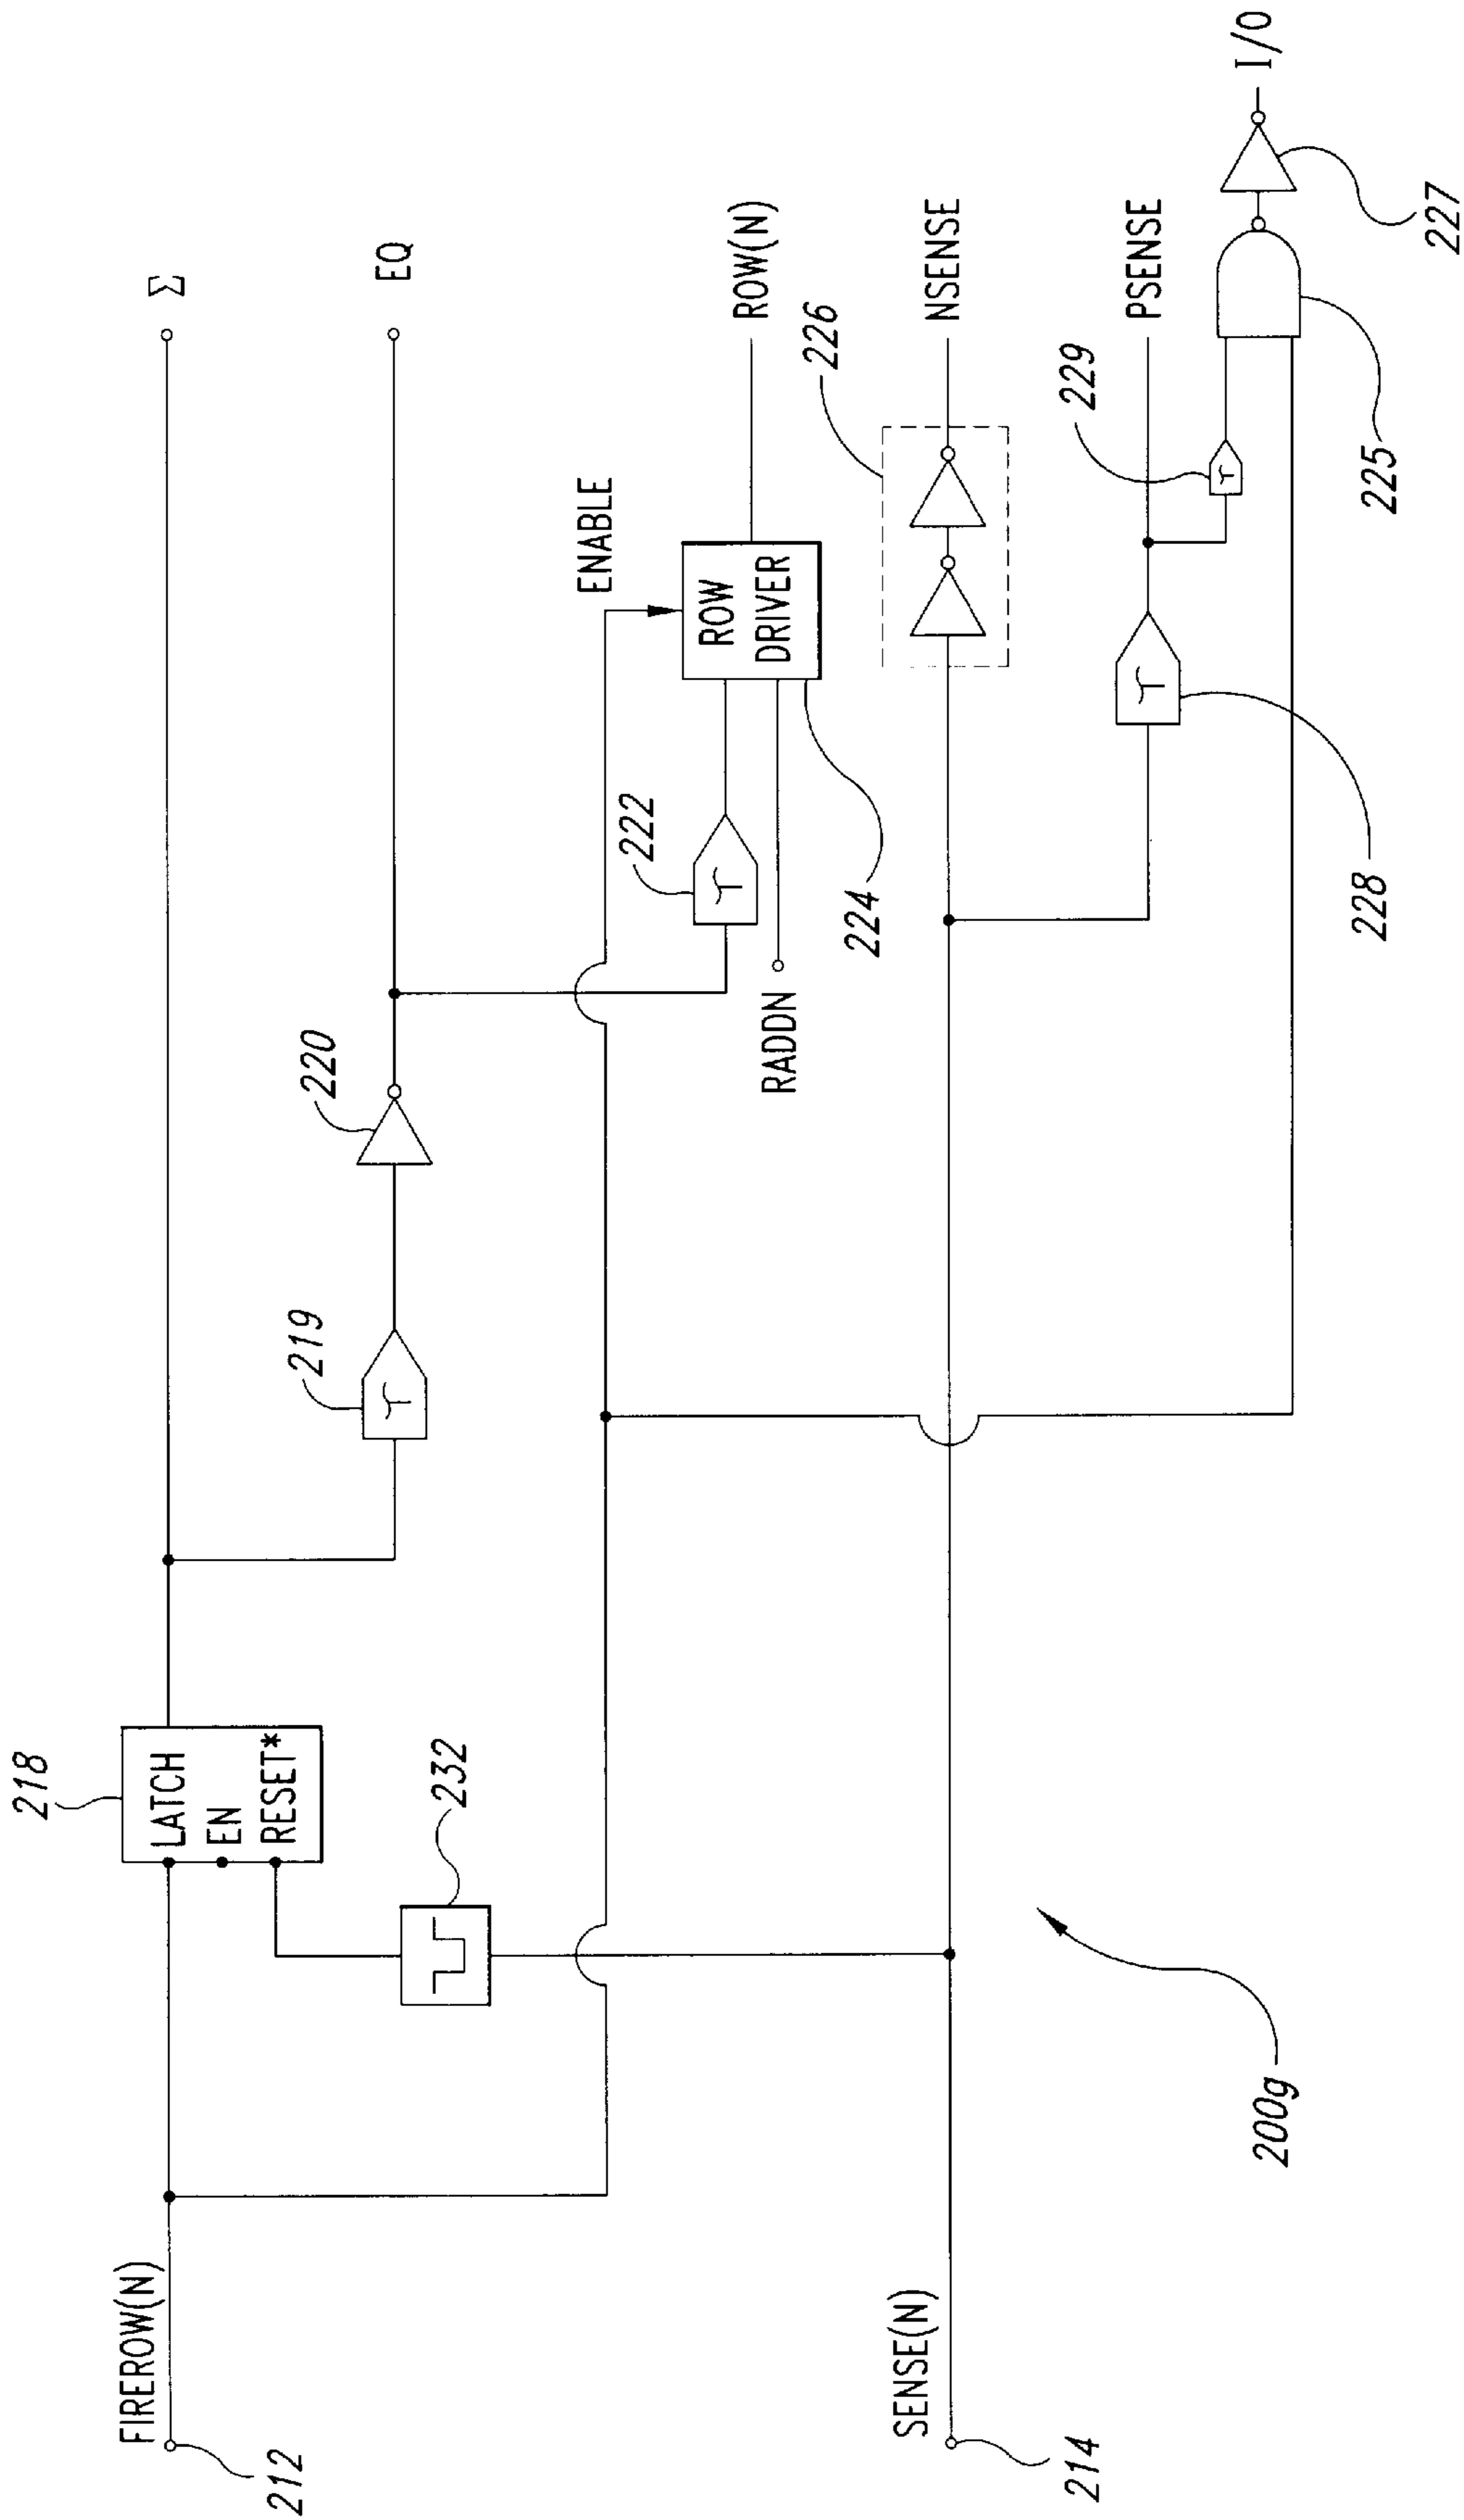 FIREROW(N)
212
218
LATCH
EN
RESET*
232
219
220
Σ
EQ
ENABLE
222
ROW
DRIVER
ROW(N)
RADDN
224
226
NSENSE
SENSE(N)
214
228
229
PSENSE
225
227
I/O
200g